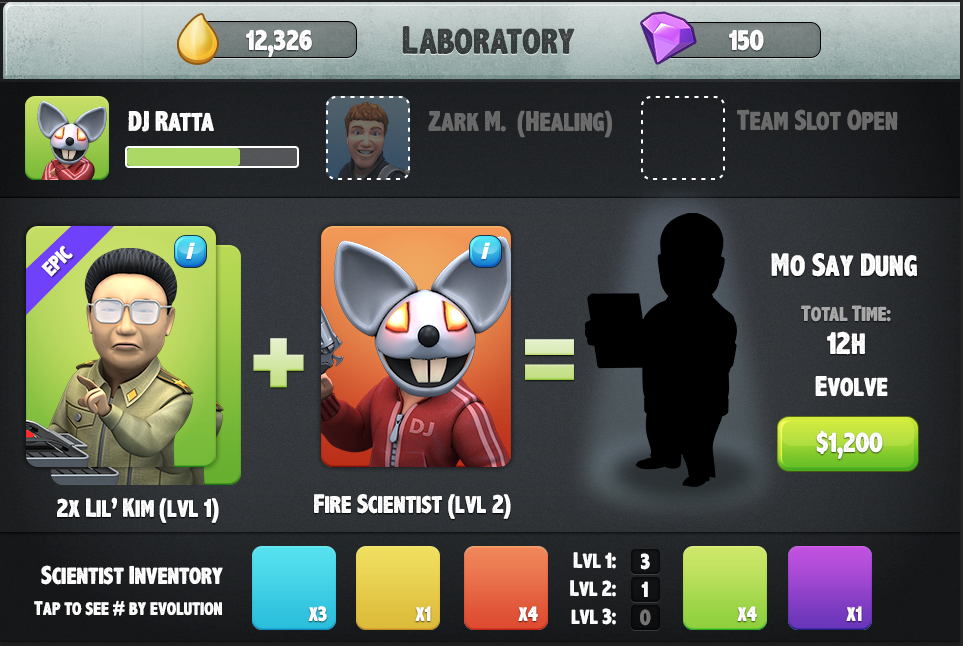 12,326
Laboratory
150
DJ Ratta
Zark M. (Healing)
Team Slot Open
EPIC
i
i
DJ
2x Lil' Kim (Lvl 1)
Fire Scientist (Lvl 2)
Mo Say Dung
Total Time:
12H
Evolve
$1,200
Scientist Inventory
Tap to see # by evolution
x3
x1
x4
Lvl 1: 3
Lvl 2: 1
Lvl 3: 0
x4
x1